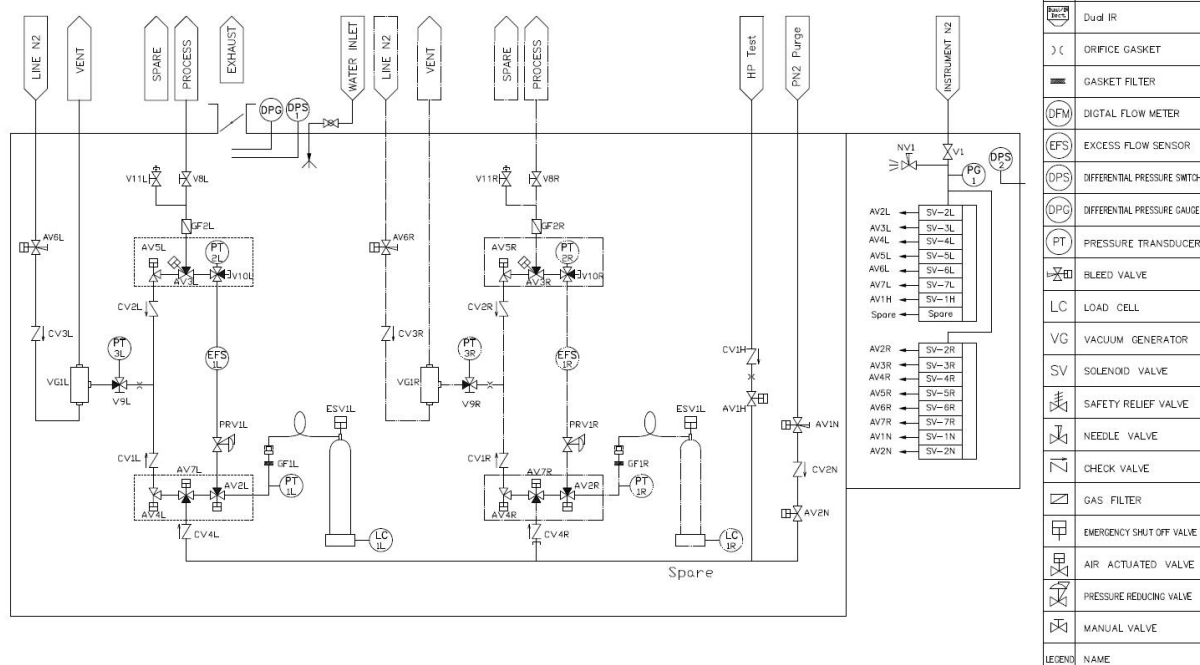 LINE N2
VENT
SPARE
PROCESS
EXHAUST
WATER INLET
LINE N2
VENT
SPARE
PROCESS
HP Test
PN2 Purge
INSTRUMENT N2
DPG
DPS
1
NV1
V1
PG
1
DPS
2
V11L
V8L
V11R
V8R
GF2L
GF2R
AV6L
AV5L
PT
2L
V10L
AV3L
AV6R
AV5R
PT
2R
V10R
AV3R
CV2L
CV2R
CV3L
CV3R
PT
3L
EFS
1L
PT
3R
EFS
1R
VG1L
V9L
VG1R
V9R
CV1H
AV1H
PRV1L
ESV1L
PRV1R
ESV1L
AV1N
CV1L
GF1L
CV1R
GF1R
CV2N
AV7L
AV2L
PT
1L
AV7R
AV2R
PT
1R
AV4L
AV4R
AV2N
CV4L
LC
1L
CV4R
LC
1R
Spare
AV2L SV-2L
AV3L SV-3L
AV4L SV-4L
AV5L SV-5L
AV6L SV-6L
AV7L SV-7L
AV1H SV-1H
Spare Spare
AV2R SV-2R
AV3R SV-3R
AV4R SV-4R
AV5R SV-5R
AV6R SV-6R
AV7R SV-7R
AV1N SV-1N
AV2N SV-2N
Dual IR
ORIFICE GASKET
GASKET FILTER
DFM DIGTAL FLOW METER
EFS EXCESS FLOW SENSOR
DPS DIFFERENTIAL PRESSURE SWITCH
DPG DIFFERENTIAL PRESSURE GAUGE
PT PRESSURE TRANSDUCER
BLEED VALVE
LC LOAD CELL
VG VACUUM GENERATOR
SV SOLENOID VALVE
SAFETY RELIEF VALVE
NEEDLE VALVE
CHECK VALVE
GAS FILTER
EMERGENCY SHUT OFF VALVE
AIR ACTUATED VALVE
PRESSURE REDUCING VALVE
MANUAL VALVE
LEGEND NAME